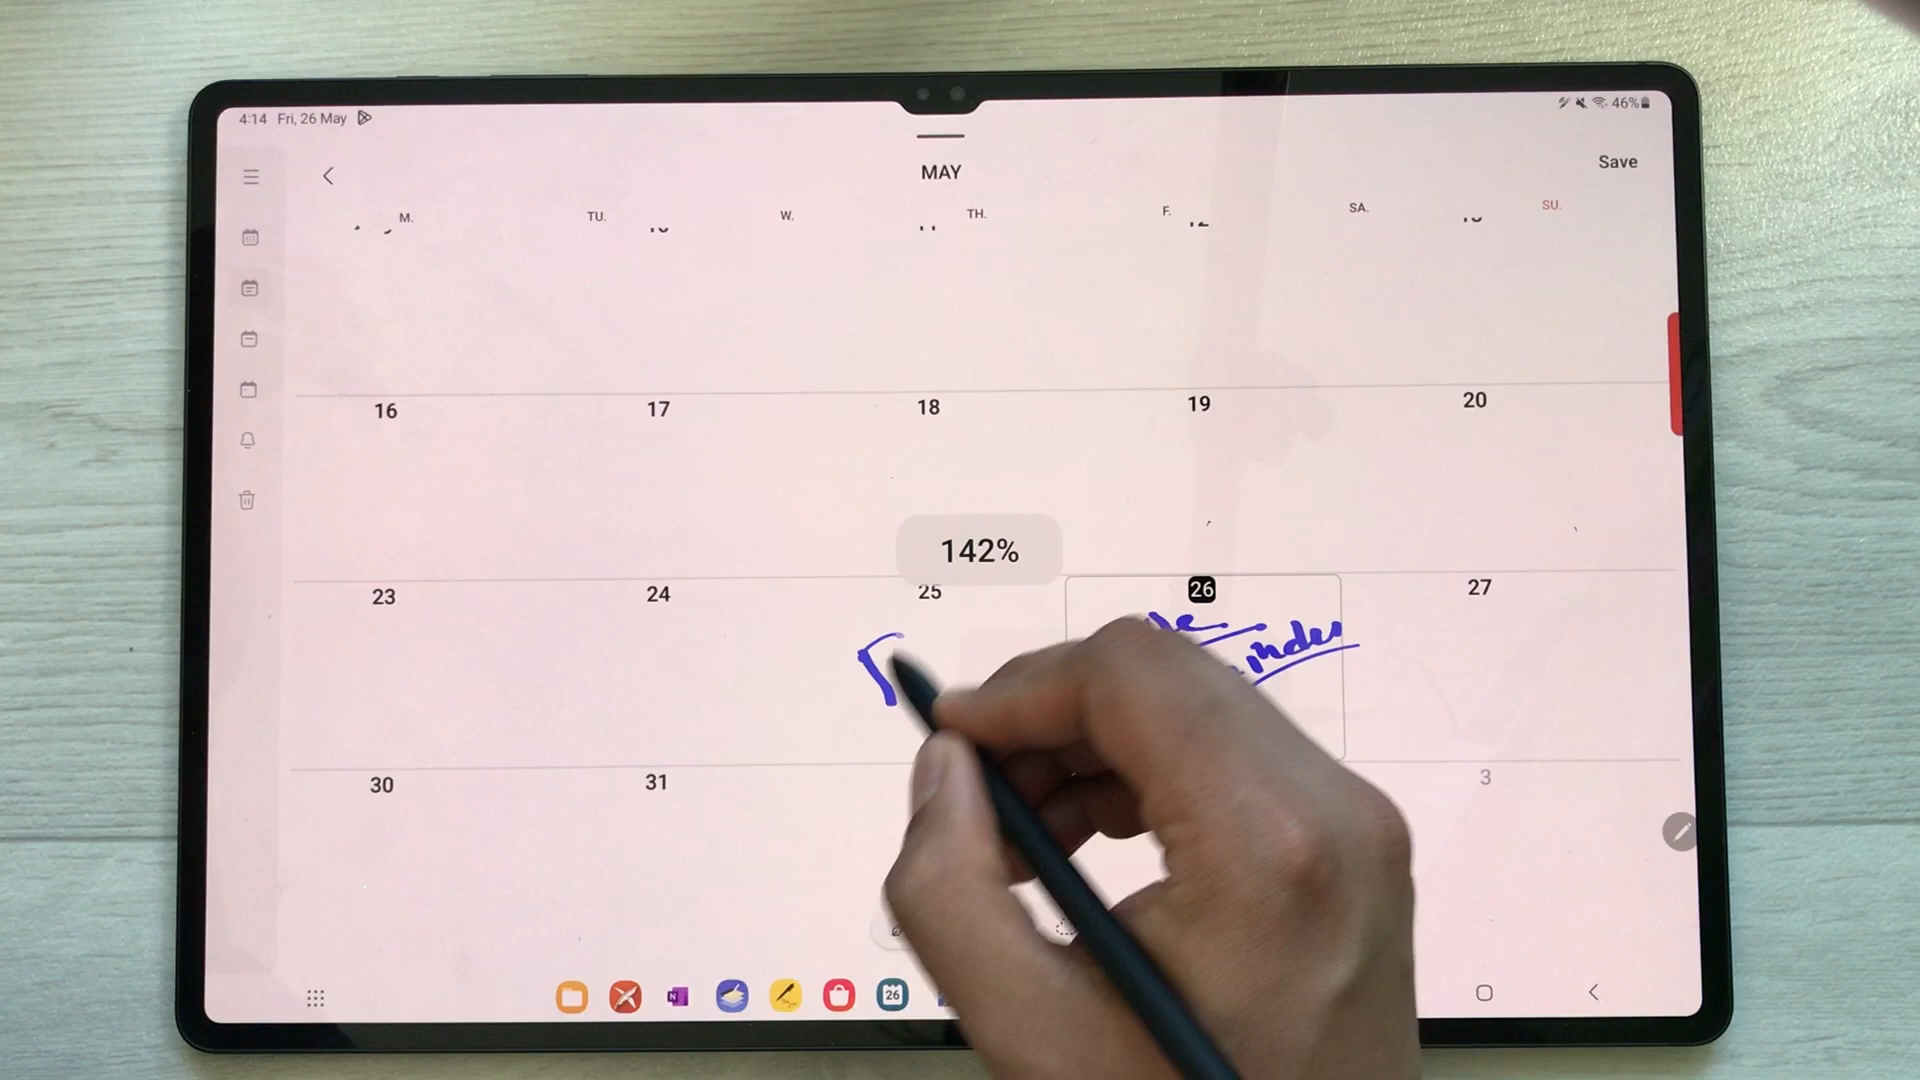 4:14 Fri, 26 May
46%
MAY
Save
M. TU. W. TH. F. SA. SU.
16 17 18 19 20
142%
23 24 25 26 27
30 31 3
26